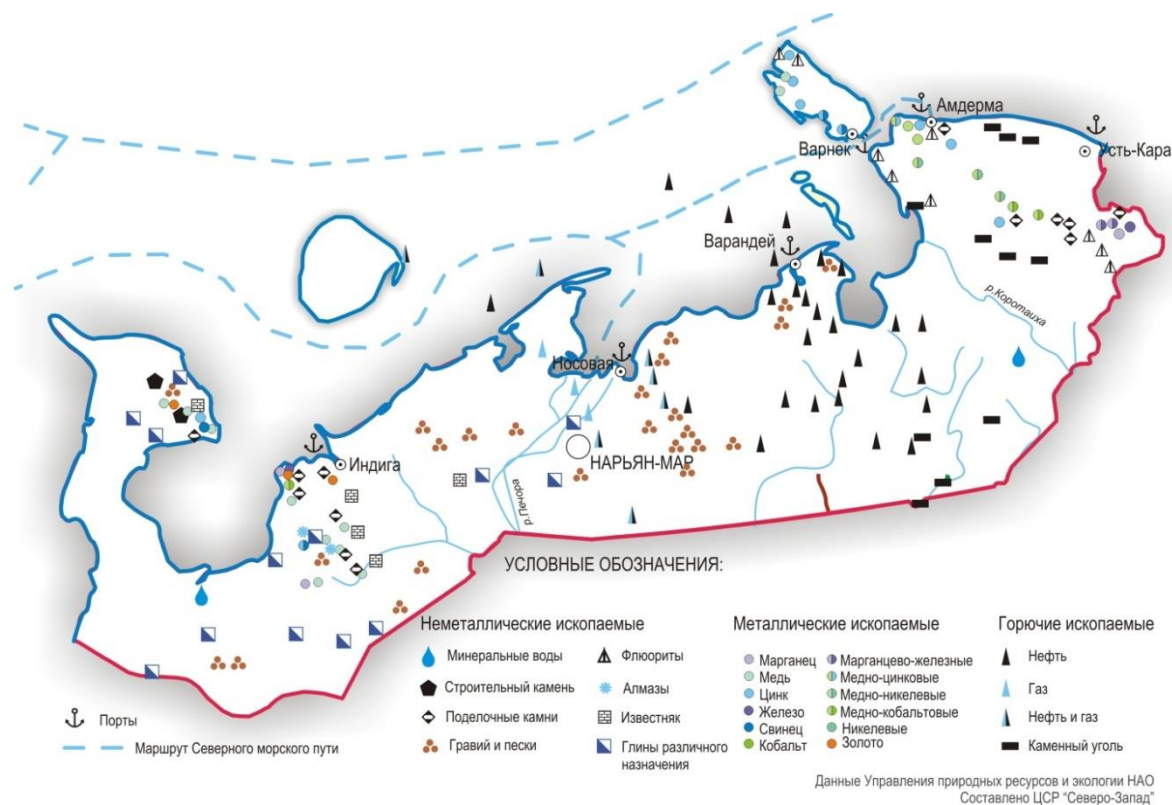 Амдерма
Варнек
Усть-Кара
Варандей
р.Коротаиха
Носовая
Индига
НАРЬЯН-МАР
р.Печора
УСЛОВНЫЕ ОБОЗНАЧЕНИЯ:
Неметаллические ископаемые
Минеральные воды
Строительный камень
Поделочные камни
Гравий и пески
Флюориты
Алмазы
Известняк
Глины различного
назначения
Металлические ископаемые
Марганец
Медь
Цинк
Железо
Свинец
Кобальт
Марганцево-железные
Медно-цинковые
Медно-никелевые
Медно-кобальтовые
Никелевые
Золото
Горючие ископаемые
Нефть
Газ
Нефть и газ
Каменный уголь
Порты
Маршрут Северного морского пути
Данные Управления природных ресурсов и экологии НАО
Составлено ЦСР "Северо-Запад"